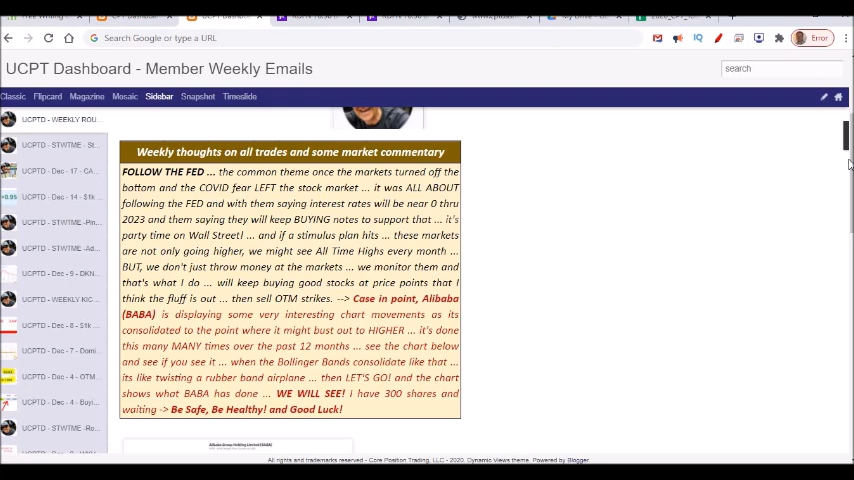 Search Google or type a URL
Error
UCPT Dashboard - Member Weekly Emails
search
Classic Flipcard Magazine Mosaic Sidebar Snapshot Timeslide
UCPTD - WEEKLY ROU...
UCPTD - STWTME - St...
UCPTD - Dec - 17 - CA...
UCPTD - Dec - 14 - $1k ...
UCPTD - STWTME -Pin...
UCPTD - STWTME -Ad...
UCPTD - Dec - 9 - DKN...
UCPTD - WEEKLY KIC...
UCPTD - Dec - 8 - $1k ...
UCPTD - Dec - 7 - Domi...
UCPTD - Dec - 4 - OTM...
UCPTD - Dec - 4 - Buyi...
UCPTD - STWTME -Ro...
Weekly thoughts on all trades and some market commentary
FOLLOW THE FED ... the common theme once the markets turned off the
bottom and the COVID fear LEFT the stock market ... it was ALL ABOUT
following the FED and with them saying interest rates will be near 0 thru
2023 and them saying they will keep BUYING notes to support that ... it's
party time on Wall Street! ... and if a stimulus plan hits ... these markets
are not only going higher, we might see All Time Highs every month ...
BUT, we don't just throw money at the markets ... we monitor them and
that's what I do ... will keep buying good stocks at price points that I
think the fluff is out ... then sell OTM strikes. --> Case in point, Alibaba
(BABA) is displaying some very interesting chart movements as its
consolidated to the point where it might bust out to HIGHER ... it's done
this many MANY times over the past 12 months ... see the chart below
and see if you see it ... when the Bollinger Bands consolidate like that ...
its like twisting a rubber band airplane ... then LET'S GO! and the chart
shows what BABA has done ... WE WILL SEE! I have 300 shares and
waiting -> Be Safe, Be Healthy! and Good Luck!
Alibaba Group Holding Limited (BABA)
All rights and trademarks reserved - Core Position Trading, LLC - 2020. Dynamic Views theme. Powered by Blogger.